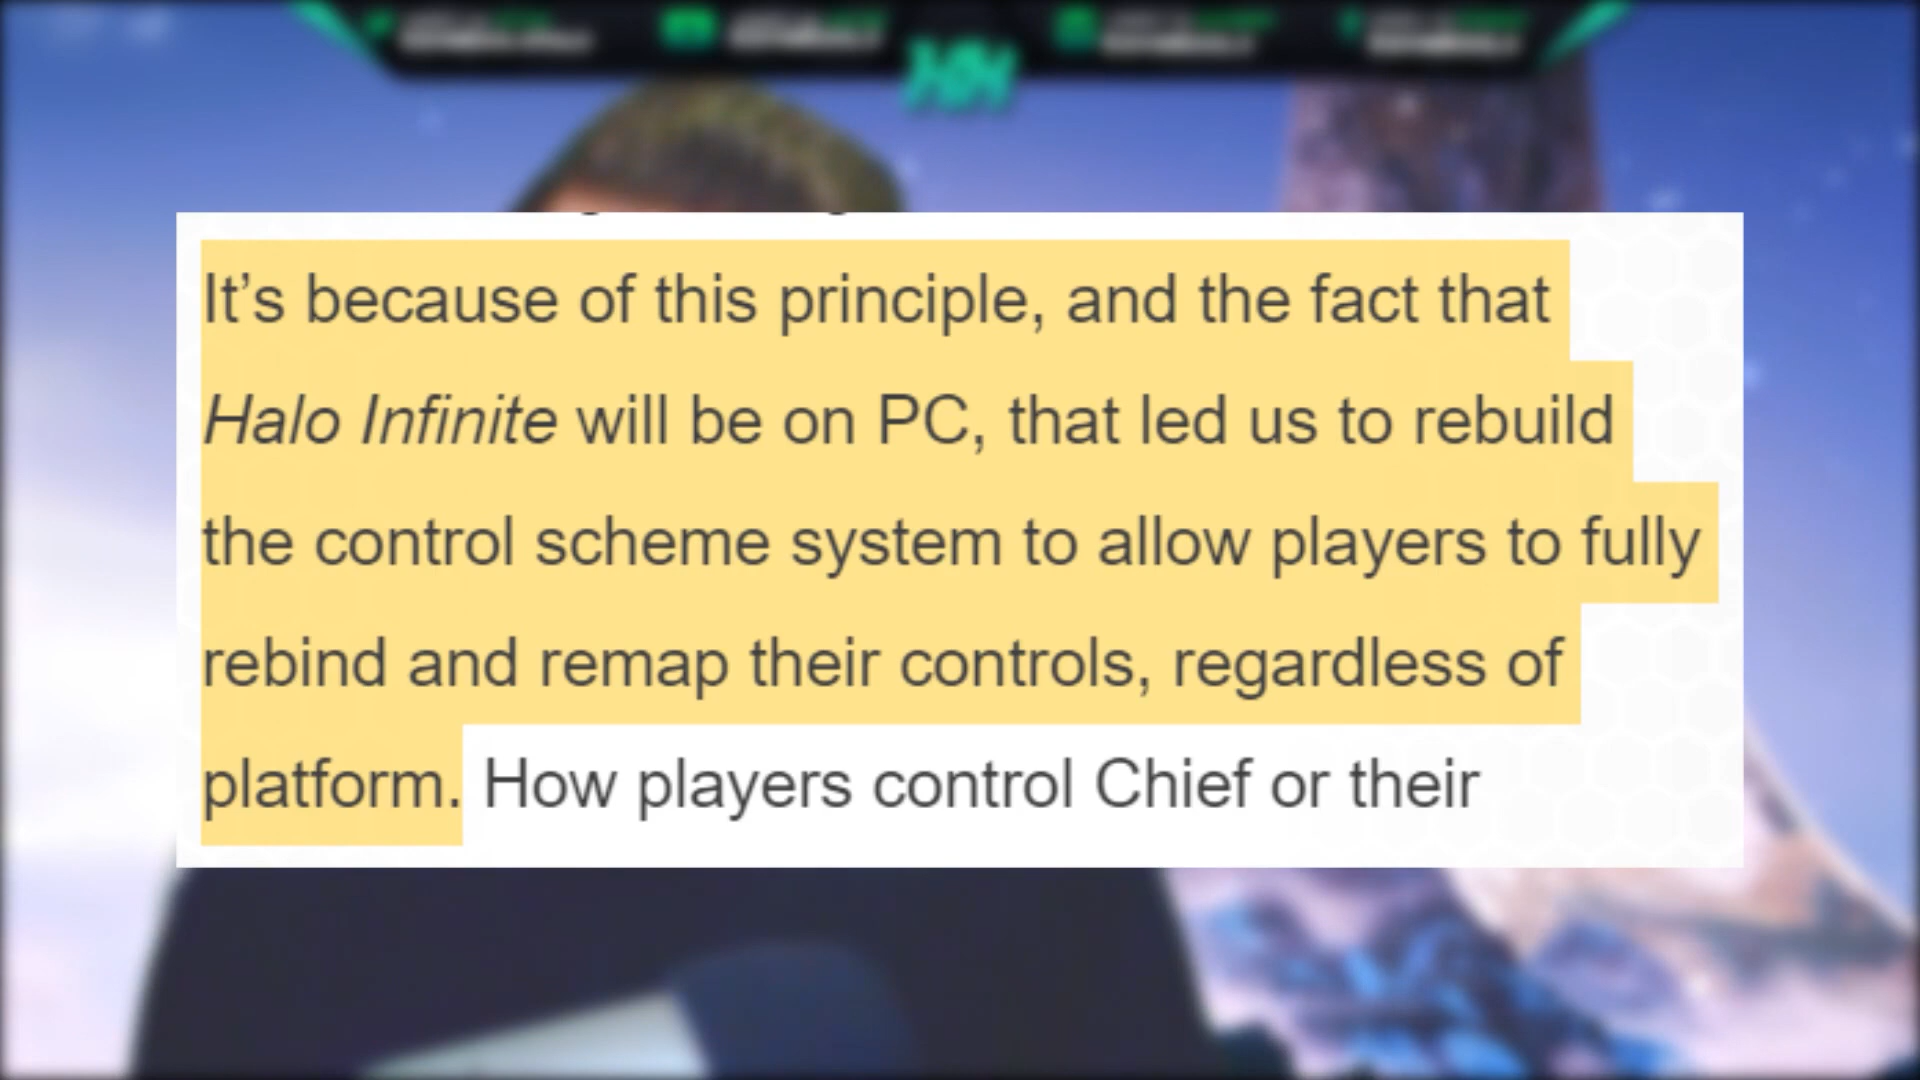 HH
It’s because of this principle, and the fact that
Halo Infinite will be on PC, that led us to rebuild
the control scheme system to allow players to fully
rebind and remap their controls, regardless of
platform. How players control Chief or their